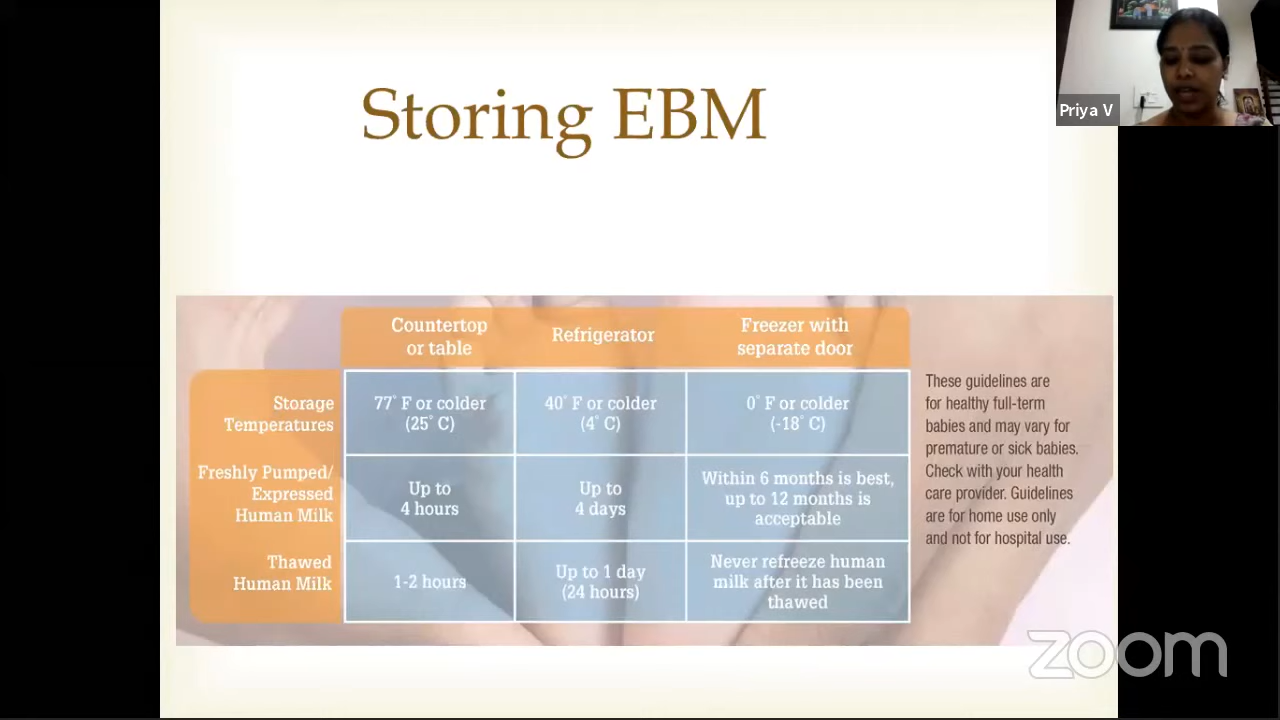 Storing EBM
Priya V
Countertop
or table
Refrigerator
Freezer with
separate door
Storage
Temperatures
77° F or colder
(25° C)
40° F or colder
(4° C)
0° F or colder
(-18° C)
Freshly Pumped/
Expressed
Human Milk
Up to
4 hours
Up to
4 days
Within 6 months is best,
up to 12 months is
acceptable
Thawed
Human Milk
1-2 hours
Up to 1 day
(24 hours)
Never refreeze human
milk after it has been
thawed
These guidelines are
for healthy full-term
babies and may vary for
premature or sick babies.
Check with your health
care provider. Guidelines
are for home use only
and not for hospital use.
zoom